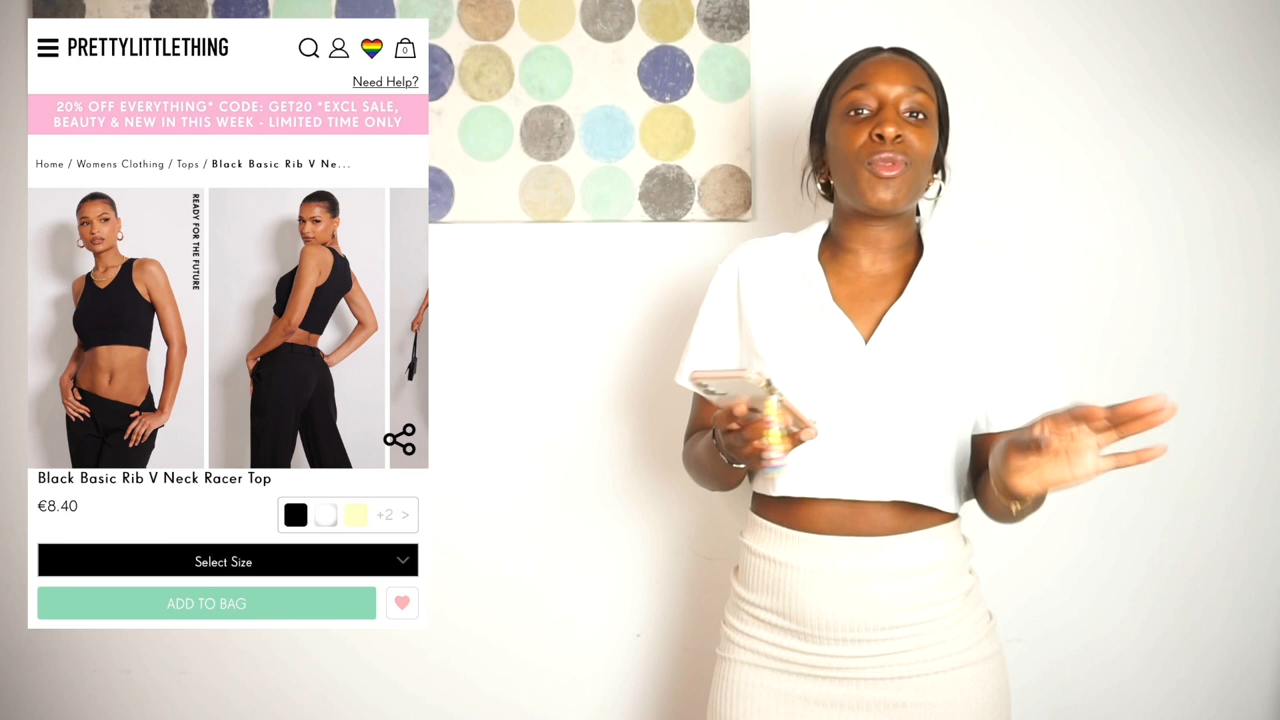 PRETTYLITTLETHING
0
Need Help?
20% OFF EVERYTHING* CODE: GET20 *EXCL SALE,
BEAUTY & NEW IN THIS WEEK - LIMITED TIME ONLY
Home / Womens Clothing / Tops / Black Basic Rib V Ne...
READY FOR THE FUTURE
Black Basic Rib V Neck Racer Top
€8.40
+2 >
Select Size
ADD TO BAG